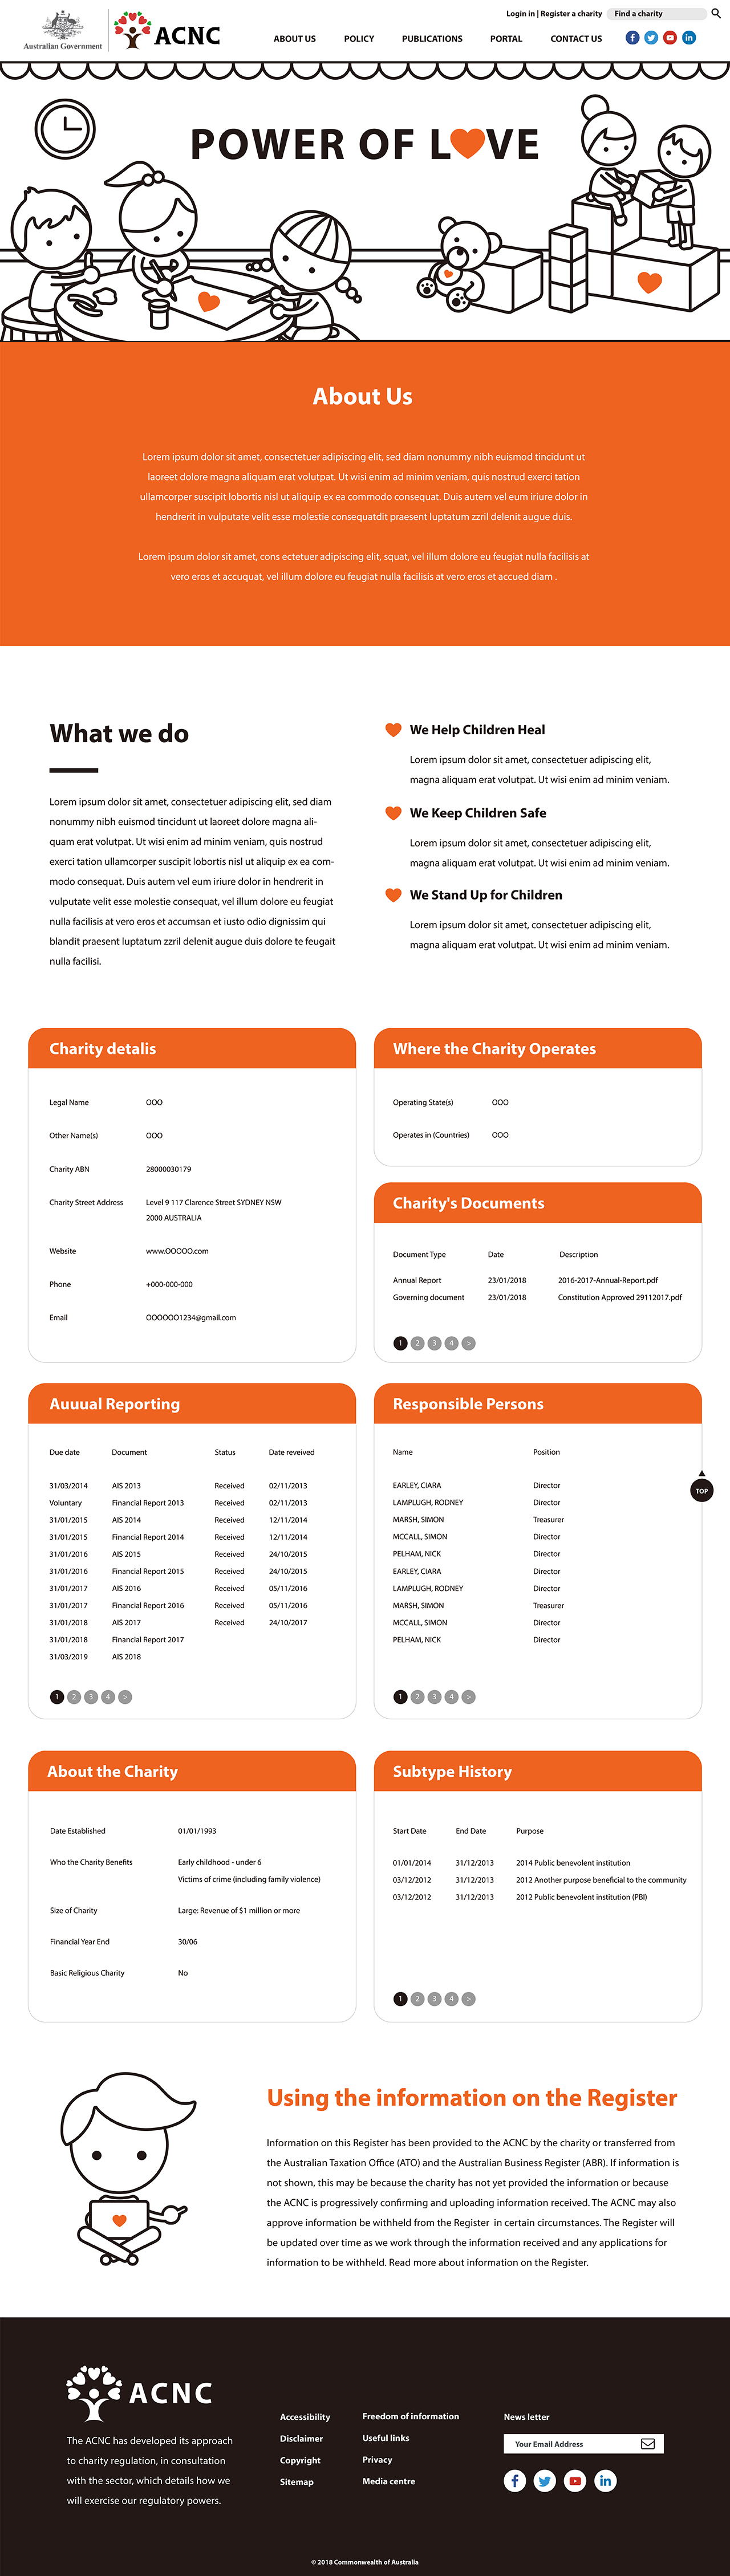 Login in | Register a charity
Find a charity
Australian Government
ACNC
ABOUT US
POLICY
PUBLICATIONS
PORTAL
CONTACT US
POWER OF L VE
About Us
Lorem ipsum dolor sit amet, consectetuer adipiscing elit, sed diam nonummy nibh euismod tincidunt ut
laoreet dolore magna aliquam erat volutpat. Ut wisi enim ad minim veniam, quis nostrud exerci tation
ullamcorper suscipit lobortis nisl ut aliquip ex ea commodo consequat. Duis autem vel eum iriure dolor in
hendrerit in vulputate velit esse molestie consequatdit praesent luptatum zzril delenit augue duis.
Lorem ipsum dolor sit amet, cons ectetuer adipiscing elit, squat, vel illum dolore eu feugiat nulla facilisis at
vero eros et accuquat, vel illum dolore eu feugiat nulla facilisis at vero eros et accued diam .
What we do
Lorem ipsum dolor sit amet, consectetuer adipiscing elit, sed diam
nonummy nibh euismod tincidunt ut laoreet dolore magna ali-
quam erat volutpat. Ut wisi enim ad minim veniam, quis nostrud
exerci tation ullamcorper suscipit lobortis nisl ut aliquip ex ea com-
modo consequat. Duis autem vel eum iriure dolor in hendrerit in
vulputate velit esse molestie consequat, vel illum dolore eu feugiat
nulla facilisis at vero eros et accumsan et iusto odio dignissim qui
blandit praesent luptatum zzril delenit augue duis dolore te feugait
nulla facilisi.
We Help Children Heal
Lorem ipsum dolor sit amet, consectetuer adipiscing elit,
magna aliquam erat volutpat. Ut wisi enim ad minim veniam.
We Keep Children Safe
Lorem ipsum dolor sit amet, consectetuer adipiscing elit,
magna aliquam erat volutpat. Ut wisi enim ad minim veniam.
We Stand Up for Children
Lorem ipsum dolor sit amet, consectetuer adipiscing elit,
magna aliquam erat volutpat. Ut wisi enim ad minim veniam.
Charity detalis
Legal Name OOO
Other Name(s) OOO
Charity ABN 28000030179
Charity Street Address Level 9 117 Clarence Street SYDNEY NSW
2000 AUSTRALIA
Website www.OOOOO.com
Phone +000-000-000
Email OOOOOO1234@gmail.com
Where the Charity Operates
Operating State(s) OOO
Operates in (Countries) OOO
Charity's Documents
Document Type Date Description
Annual Report 23/01/2018 2016-2017-Annual-Report.pdf
Governing document 23/01/2018 Constitution Approved 29112017.pdf
1 2 3 4 >
Auuual Reporting
Due date Document Status Date reveived
31/03/2014 AIS 2013 Received 02/11/2013
Voluntary Financial Report 2013 Received 02/11/2013
31/01/2015 AIS 2014 Received 12/11/2014
31/01/2015 Financial Report 2014 Received 12/11/2014
31/01/2016 AIS 2015 Received 24/10/2015
31/01/2016 Financial Report 2015 Received 24/10/2015
31/01/2017 AIS 2016 Received 05/11/2016
31/01/2017 Financial Report 2016 Received 05/11/2016
31/01/2018 AIS 2017 Received 24/10/2017
31/01/2018 Financial Report 2017
31/03/2019 AIS 2018
1 2 3 4 >
Responsible Persons
Name Position
EARLEY, CIARA Director
LAMPLUGH, RODNEY Director
MARSH, SIMON Treasurer
MCCALL, SIMON Director
PELHAM, NICK Director
EARLEY, CIARA Director
LAMPLUGH, RODNEY Director
MARSH, SIMON Treasurer
MCCALL, SIMON Director
PELHAM, NICK Director
1 2 3 4 >
TOP
About the Charity
Date Established 01/01/1993
Who the Charity Benefits Early childhood - under 6
Victims of crime (including family violence)
Size of Charity Large: Revenue of $1 million or more
Financial Year End 30/06
Basic Religious Charity No
Subtype History
Start Date End Date Purpose
01/01/2014 31/12/2013 2014 Public benevolent institution
03/12/2012 31/12/2013 2012 Another purpose beneficial to the community
03/12/2012 31/12/2013 2012 Public benevolent institution (PBI)
1 2 3 4 >
Using the information on the Register
Information on this Register has been provided to the ACNC by the charity or transferred from
the Australian Taxation Office (ATO) and the Australian Business Register (ABR). If information is
not shown, this may be because the charity has not yet provided the information or because
the ACNC is progressively confirming and uploading information received. The ACNC may also
approve information be withheld from the Register in certain circumstances. The Register will
be updated over time as we work through the information received and any applications for
information to be withheld. Read more about information on the Register.
ACNC
The ACNC has developed its approach
to charity regulation, in consultation
with the sector, which details how we
will exercise our regulatory powers.
Accessibility
Disclaimer
Copyright
Sitemap
Freedom of information
Useful links
Privacy
Media centre
News letter
Your Email Address
© 2018 Commonwealth of Australia